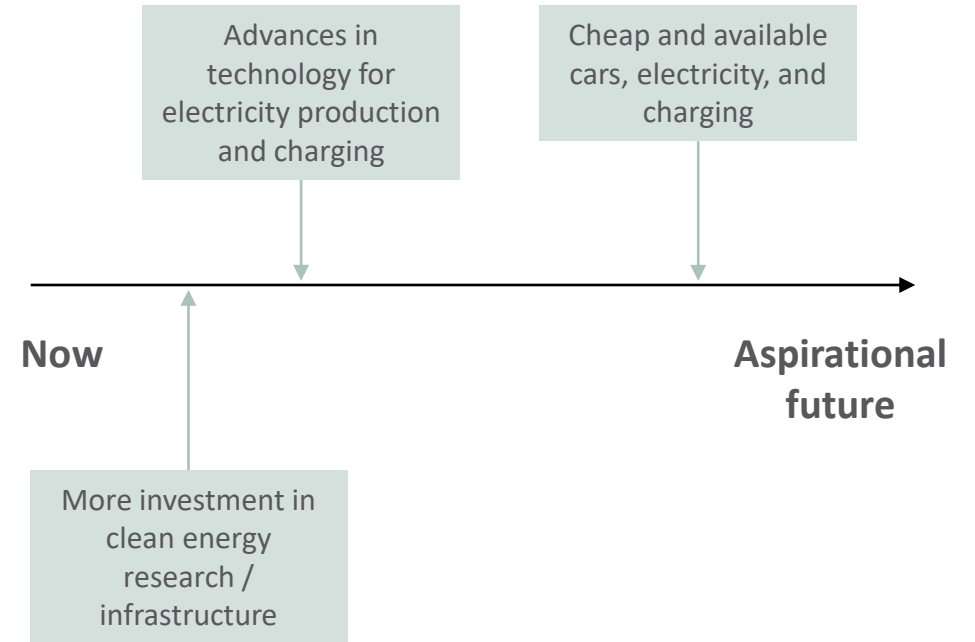 Advances in
technology for
electricity production
and charging
Cheap and available
cars, electricity, and
charging
Now
Aspirational
future
More investment in
clean energy
research /
infrastructure